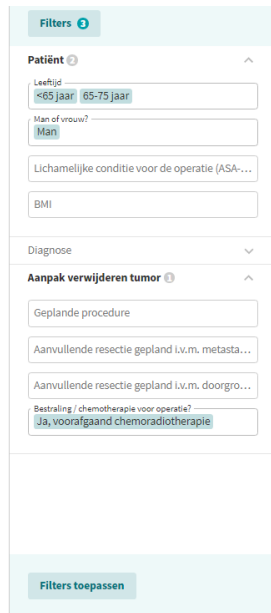 Filters 3
Patiënt 2
Leeftijd
<65 jaar 65-75 jaar
Man of vrouw?
Man
Lichamelijke conditie voor de operatie (ASA-...
BMI
Diagnose
Aanpak verwijderen tumor 1
Geplande procedure
Aanvullende resectie gepland i.v.m. metasta...
Aanvullende resectie gepland i.v.m. doorgro...
Bestraling / chemotherapie voor operatie?
Ja, voorafgaand chemoradiotherapie
Filters toepassen